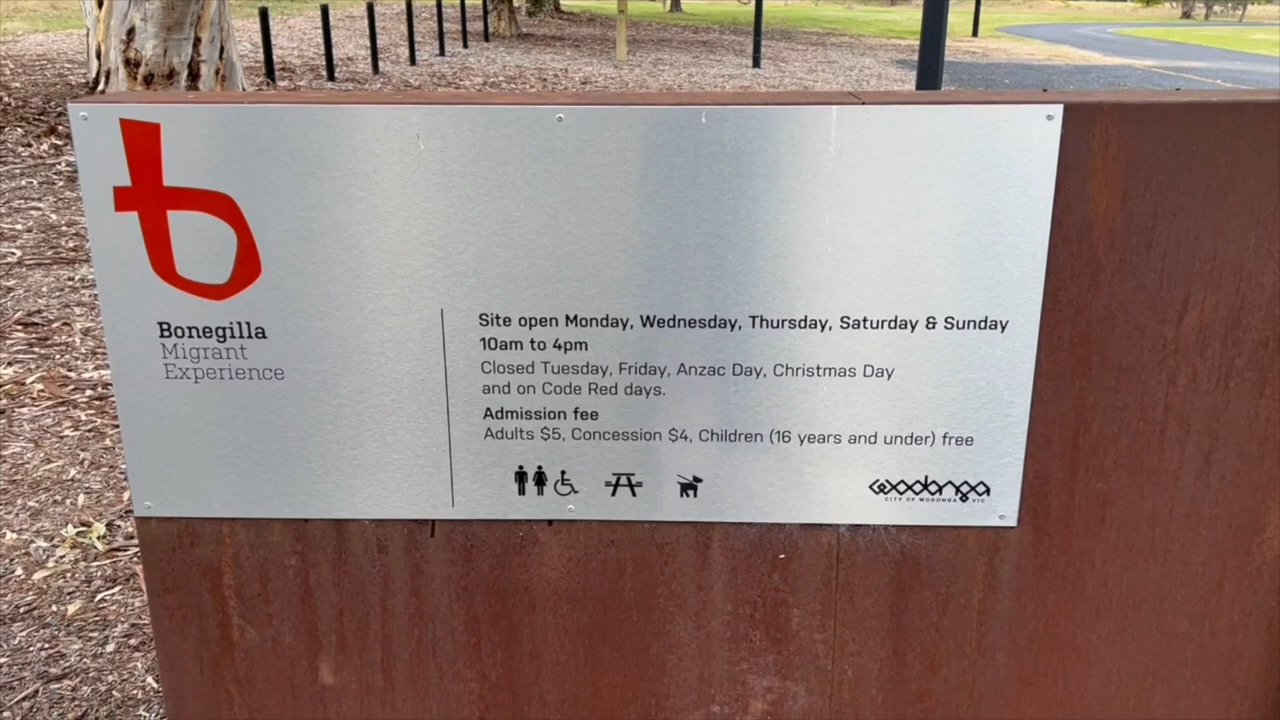 Bonegilla
Migrant
Experience
Site open Monday, Wednesday, Thursday, Saturday & Sunday
10am to 4pm
Closed Tuesday, Friday, Anzac Day, Christmas Day
and on Code Red days.
Admission fee
Adults $5, Concession $4, Children (16 years and under) free
wodonga
CITY OF WODONGA VIC